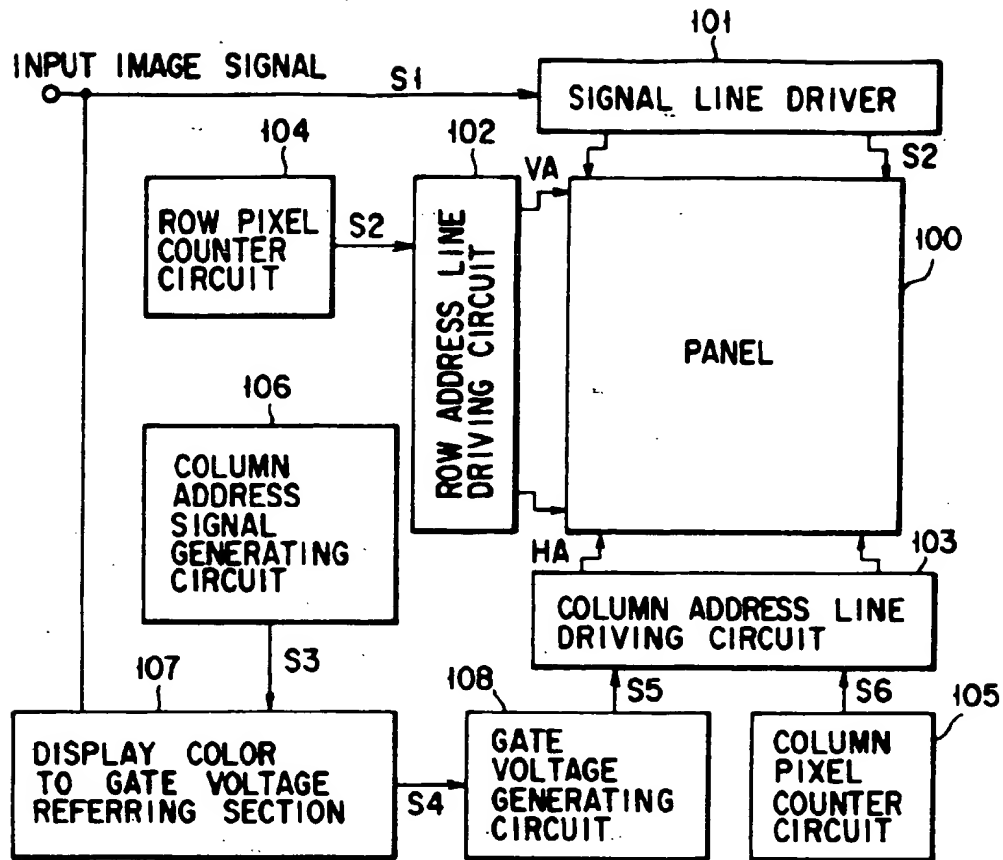 101
INPUT IMAGE SIGNAL
S1
SIGNAL LINE DRIVER
104
102
VA
S2
ROW PIXEL
COUNTER
CIRCUIT
S2
ROW ADDRESS LINE
DRIVING CIRCUIT
100
PANEL
106
COLUMN
ADDRESS
SIGNAL
GENERATING
CIRCUIT
HA
103
COLUMN ADDRESS LINE
DRIVING CIRCUIT
107
S3
108
S5
S6
105
DISPLAY COLOR
TO GATE VOLTAGE
REFERRING SECTION
S4
GATE
VOLTAGE
GENERATING
CIRCUIT
COLUMN
PIXEL
COUNTER
CIRCUIT